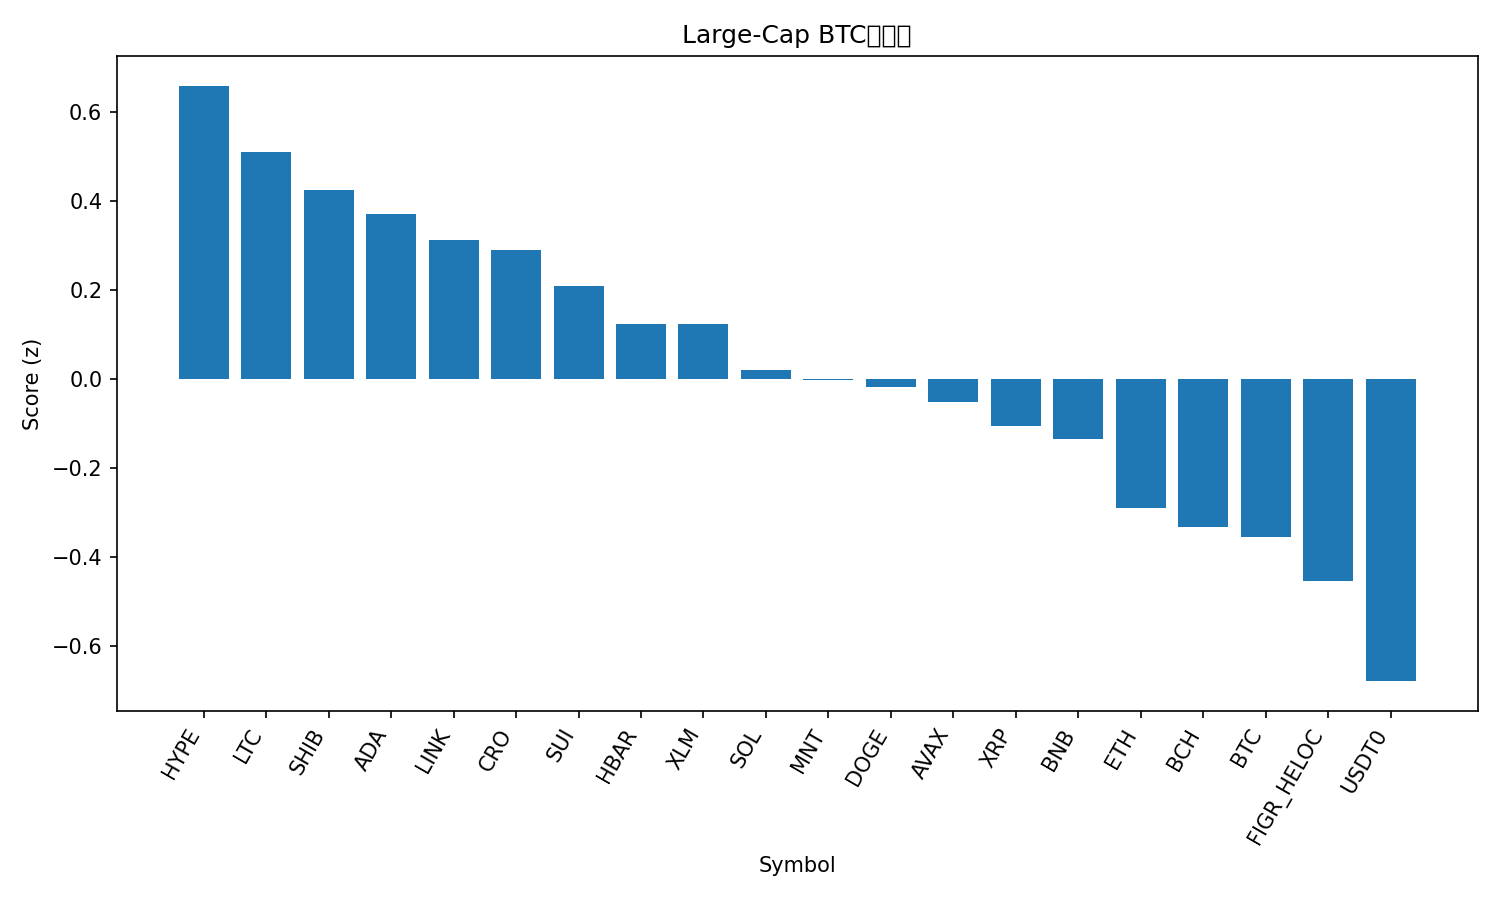 Large-Cap BTC
Score (z)
0.6
0.4
0.2
0.0
−0.2
−0.4
−0.6
HYPE
LTC
SHIB
ADA
LINK
CRO
SUI
HBAR
XLM
SOL
MNT
DOGE
AVAX
XRP
BNB
ETH
BCH
BTC
FIGR_HELOC
USDT0
Symbol